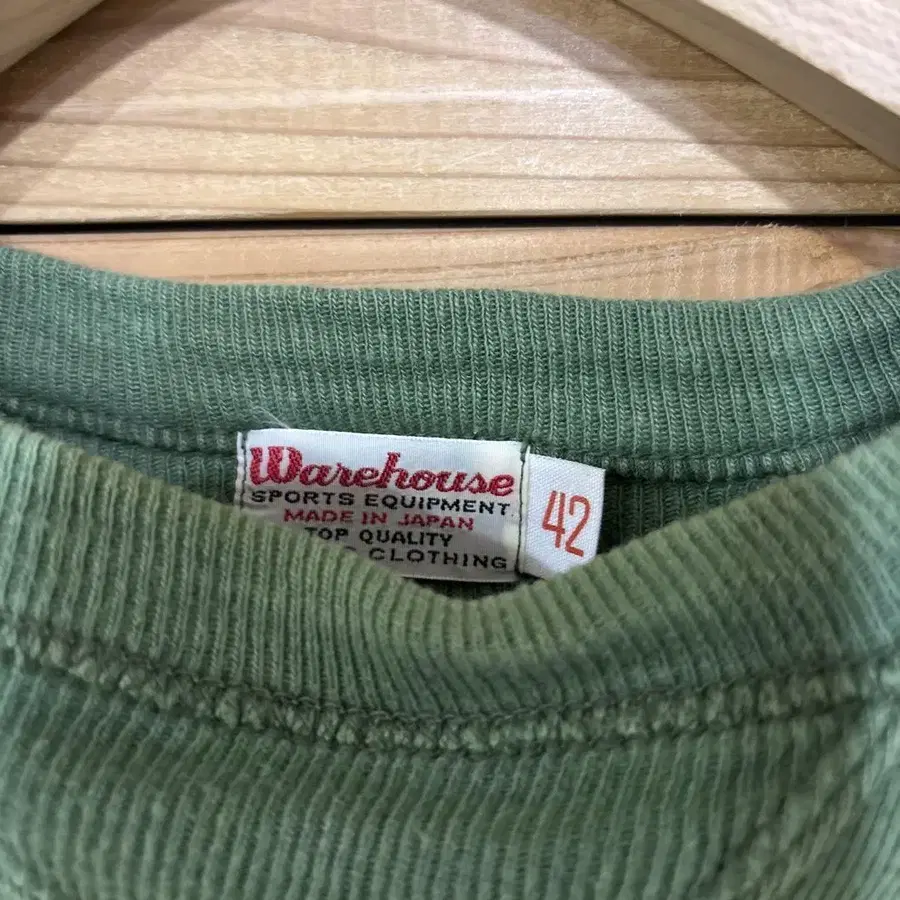 Warehouse
SPORTS EQUIPMENT
MADE IN JAPAN
TOP QUALITY
CLOTHING
42